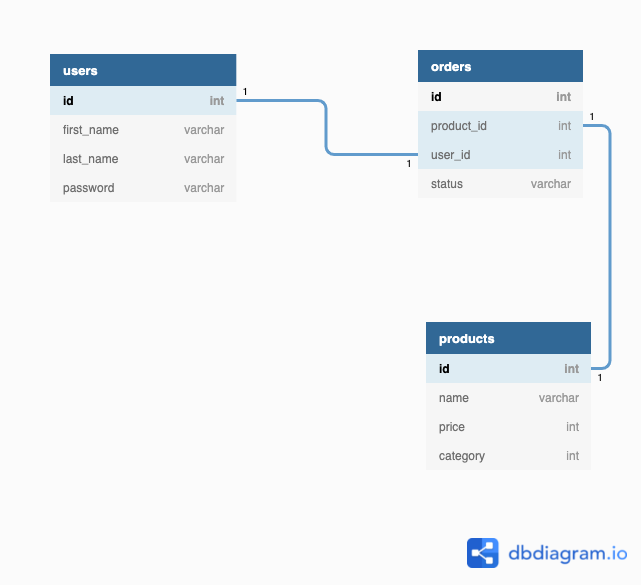 users
id int
first_name varchar
last_name varchar
password varchar
1
1
orders
id int
product_id int
user_id int
status varchar
1
1
products
id int
name varchar
price int
category int
dbdiagram.io